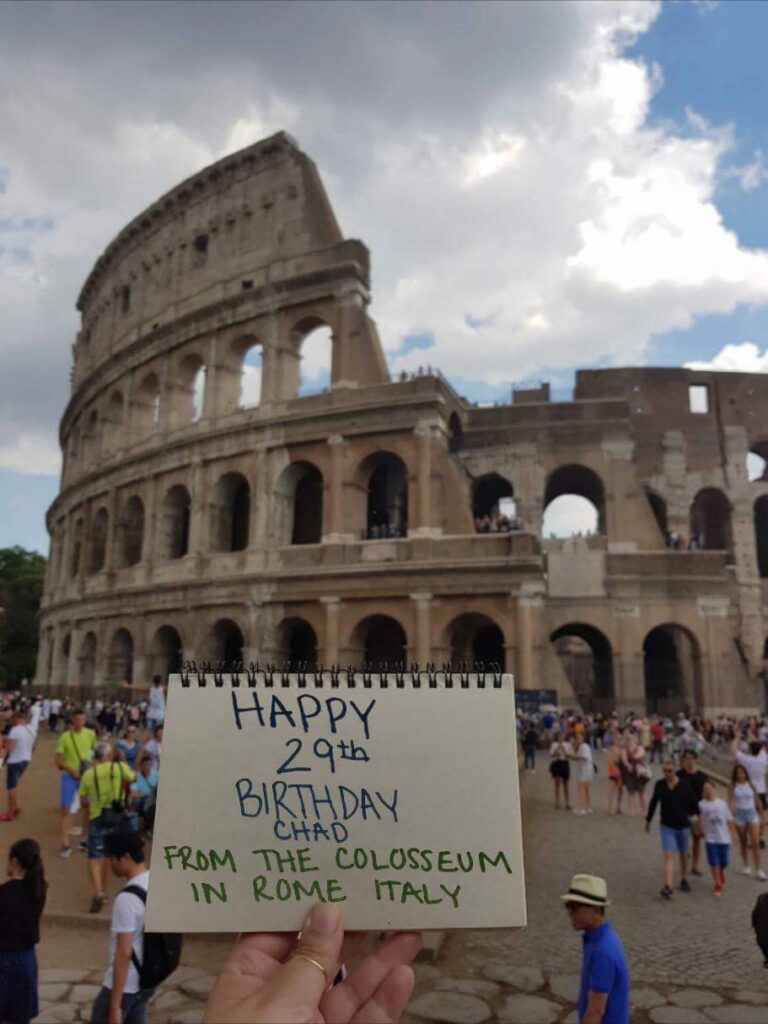 HAPPY
29th
BIRTHDAY
CHAD
FROM THE COLOSSEUM
IN ROME ITALY